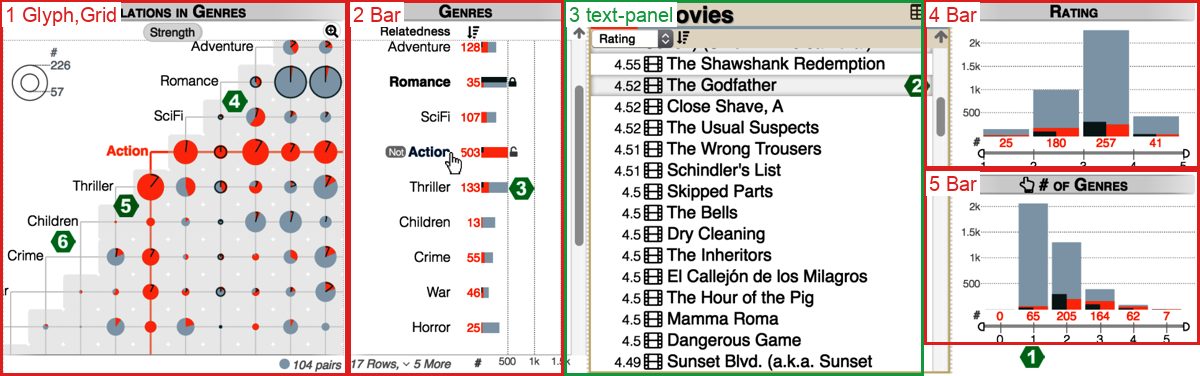 1 Glyph,Grid
LATIONS IN GENRES
Strength
#
226
57
Adventure
Romance
4
SciFi
Action
Thriller
5
Children
6
Crime
104 pairs
2 Bar
GENRES
Relatedness
Adventure 128
Romance 35
SciFi 107
Not Action 503
Thriller 133
3
Children 13
Crime 55
War 46
Horror 25
17 Rows, 5 More # 500 1k 1.5k
3 text-panel
ovies
Rating
4.55 The Shawshank Redemption
4.52 The Godfather
2
4.52 Close Shave, A
4.52 The Usual Suspects
4.51 The Wrong Trousers
4.51 Schindler's List
4.5 Skipped Parts
4.5 The Bells
4.5 Dry Cleaning
4.5 The Inheritors
4.5 El Callejón de los Milagros
4.5 The Hour of the Pig
4.5 Mamma Roma
4.5 Dangerous Game
4.49 Sunset Blvd. (a.k.a. Sunset
4 Bar
RATING
2k
1.5k
1k
500
# 25 180 257 41
1 2 3 4 5
5 Bar
# OF GENRES
2k
1.5k
1k
500
# 0 65 205 164 62 7
0 1 2 3 4 5
1